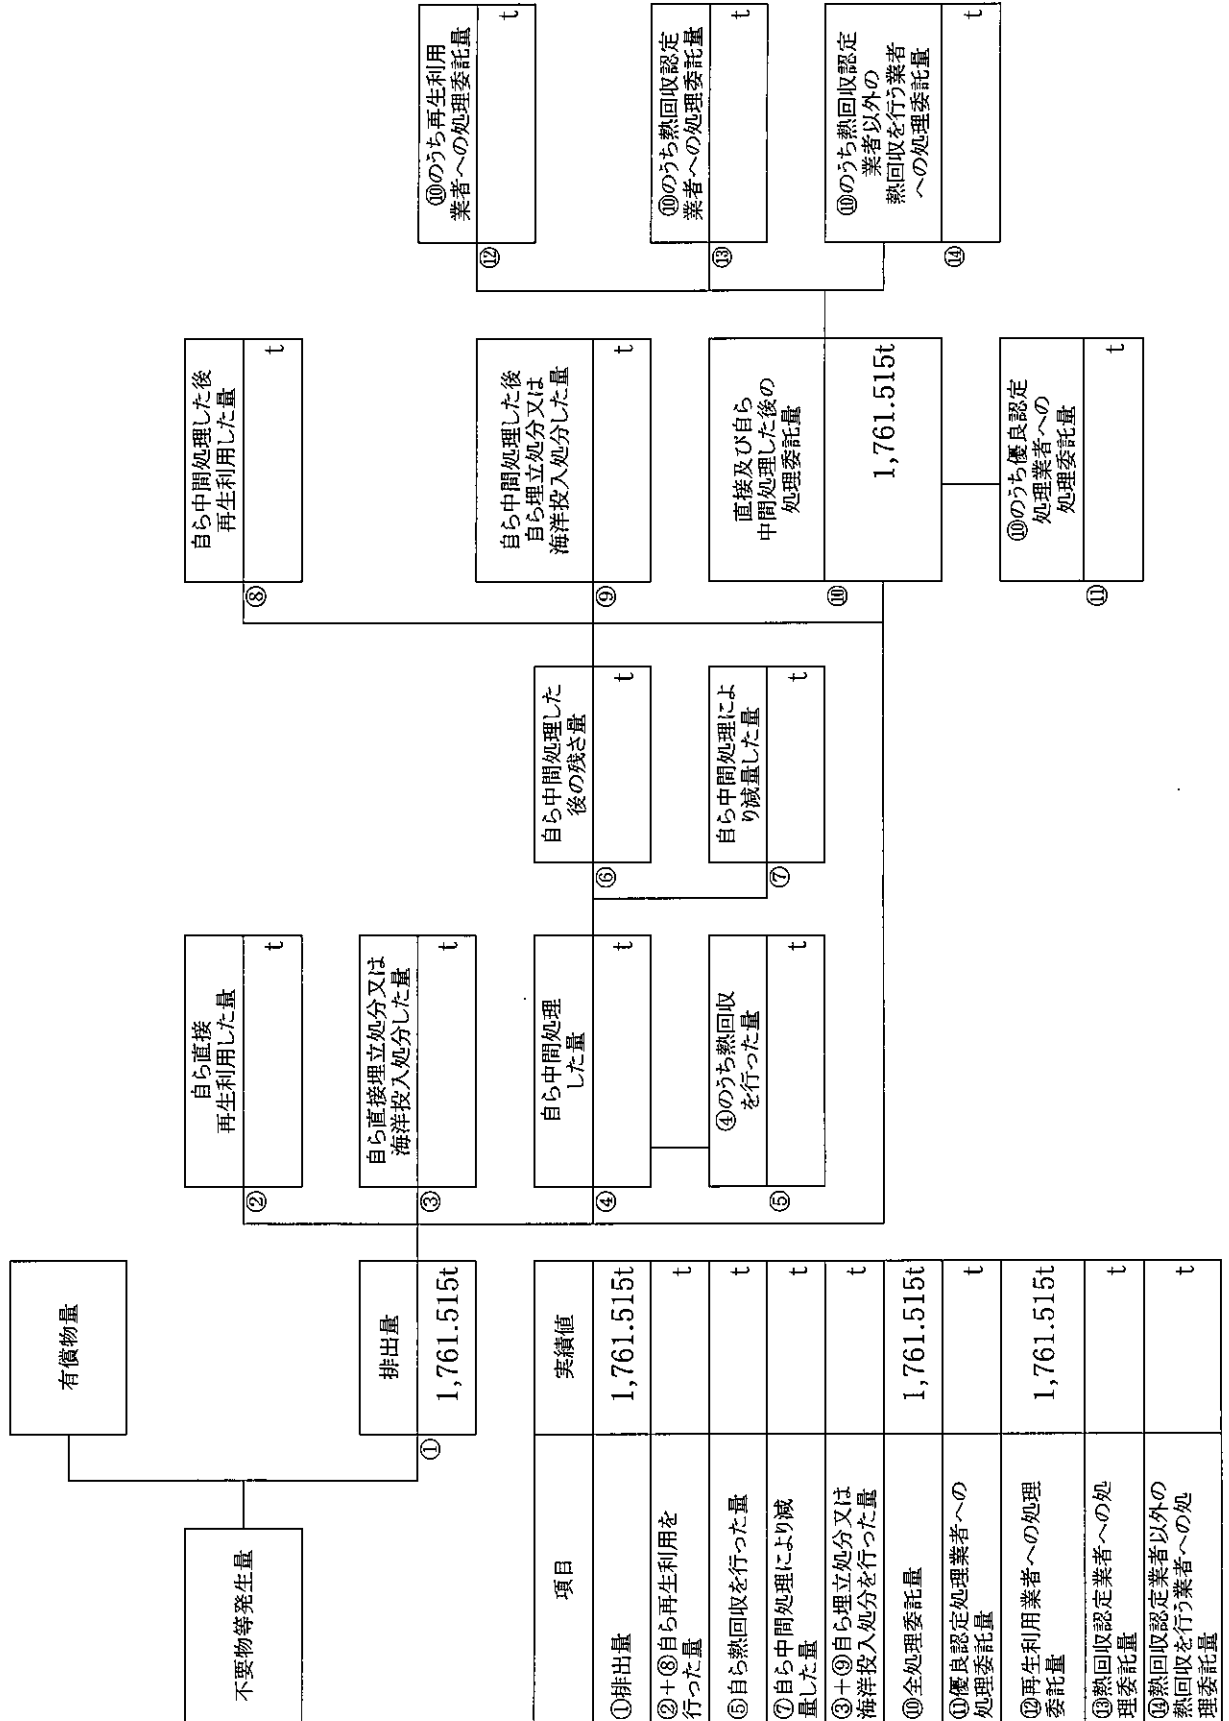 不要物等発生量
有償物量
排出量
①
1,761.515t
自ら直接
再生利用した量
②
t
自ら直接埋立処分又は
海洋投入処分した量
③
t
自ら中間処理
した量
④
t
④のうち熱回収
を行った量
⑤
t
自ら中間処理した
後の残さ量
⑥
t
自ら中間処理によ
り減量した量
⑦
t
自ら中間処理した後
再生利用した量
⑧
t
自ら中間処理した後
自ら埋立処分又は
海洋投入処分した量
⑨
t
直接及び自ら
中間処理した後の
処理委託量
⑩
1,761.515t
⑩のうち優良認定
処理業者への
処理委託量
⑪
t
⑩のうち再生利用
業者への処理委託量
⑫
t
⑩のうち熱回収認定
業者への処理委託量
⑬
t
⑩のうち熱回収認定
業者以外の
熱回収を行う業者
への処理委託量
⑭
t
項目 実績値
①排出量 1,761.515t
②+⑧自ら再生利用を
行った量 t
⑤自ら熱回収を行った量 t
⑦自ら中間処理により減
量した量 t
③+⑨自ら埋立処分又は
海洋投入処分を行った量 t
⑩全処理委託量 1,761.515t
⑪優良認定処理業者への
処理委託量 t
⑫再生利用業者への処理
委託量 1,761.515t
⑬熱回収認定業者への処
理委託量 t
⑭熱回収認定業者以外の
熱回収を行う業者への処
理委託量 t